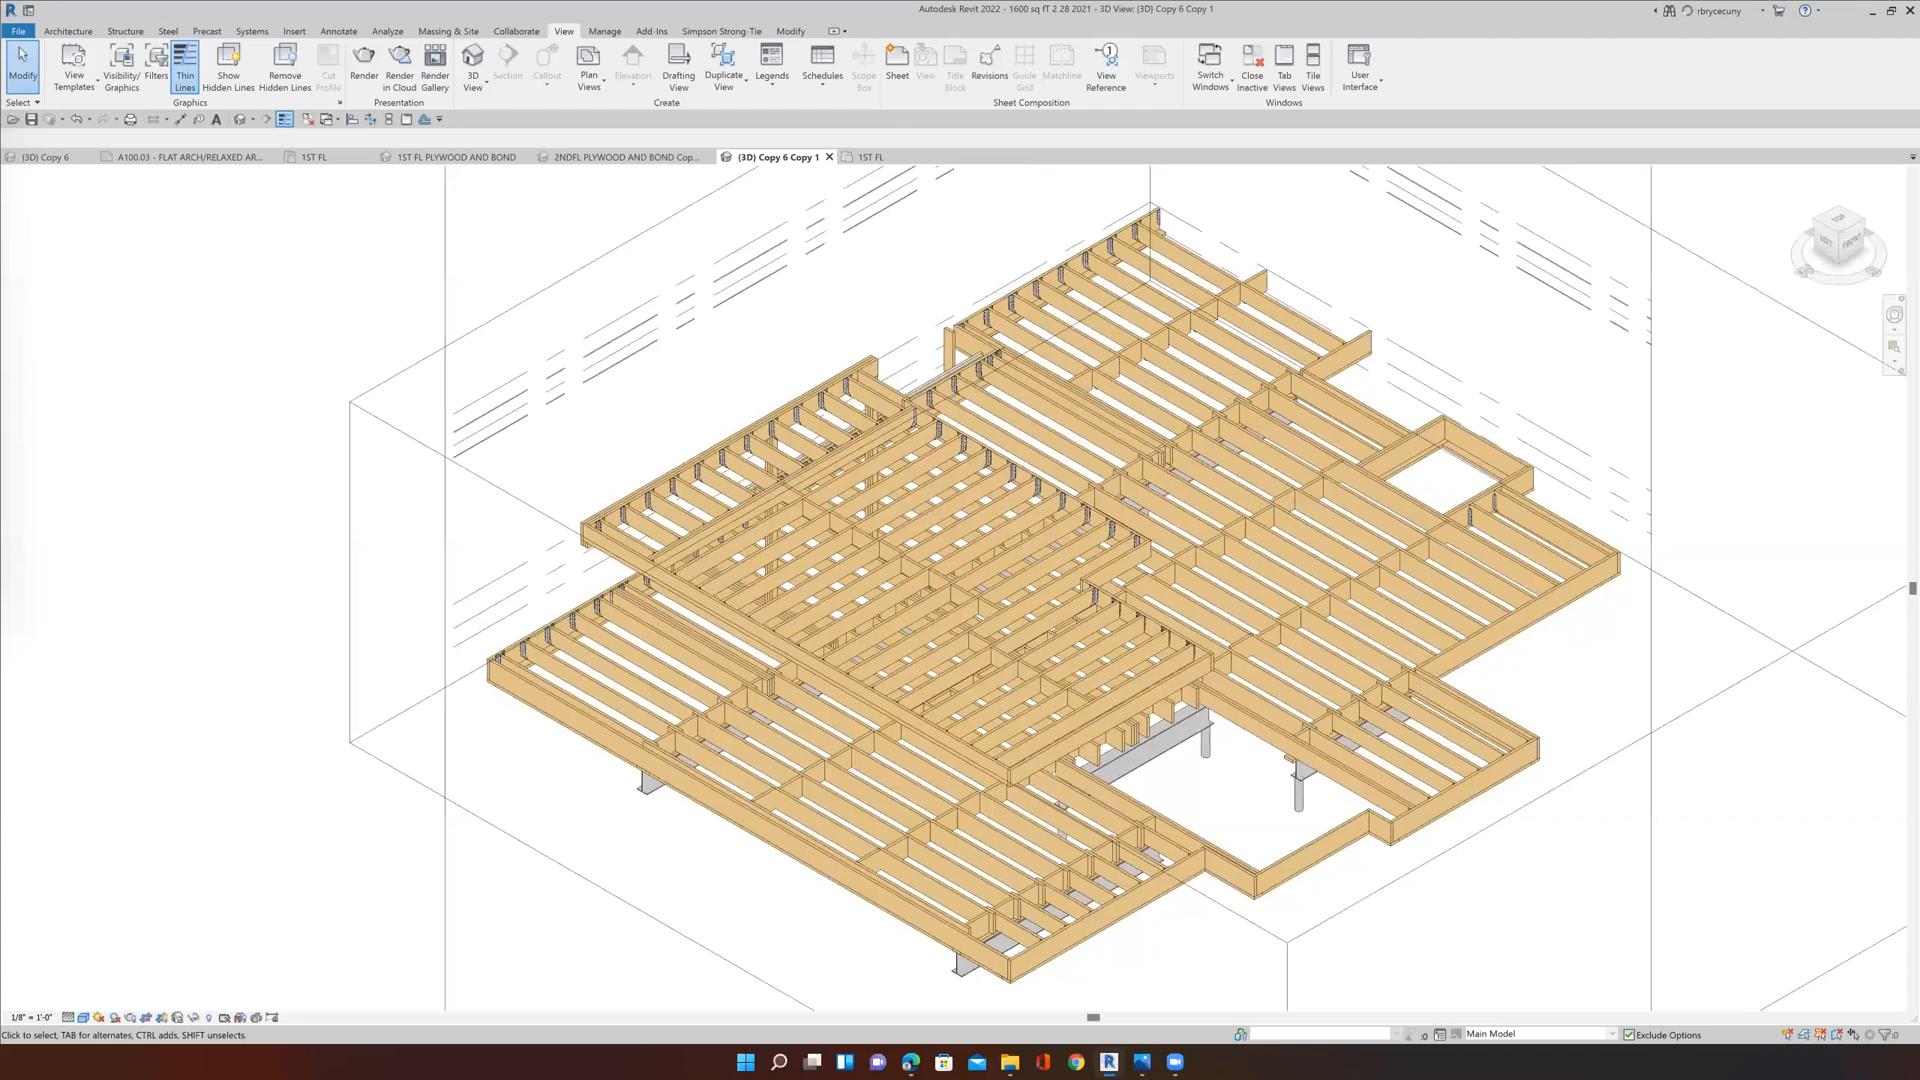 Autodesk Revit 2022 - 1600 sq fT 2 28 2021 - 3D View: {3D} Copy 6 Copy 1
rbrycecuny
File Architecture Structure Steel Precast Systems Insert Annotate Analyze Massing & Site Collaborate View Manage Add-Ins Simpson Strong-Tie Modify
Modify
View Templates
Visibility/ Graphics
Filters
Thin Lines
Show Hidden Lines
Remove Hidden Lines
Cut Profile
Render
Render in Cloud
Render Gallery
3D View
Section
Callout
Plan Views
Elevation
Drafting View
Duplicate View
Legends
Schedules
Scope Box
Sheet
View
Title Block
Revisions
Guide Grid
Matchline
View Reference
Viewports
Switch Windows
Close Inactive
Tab Views
Tile Views
User Interface
Select Graphics Presentation Create Sheet Composition Windows
{3D} Copy 6
A100.03 - FLAT ARCH/RELAXED AR...
1ST FL
1ST FL PLYWOOD AND BOND
2NDFL PLYWOOD AND BOND Cop...
{3D} Copy 6 Copy 1
1ST FL
TOP
LEFT
FRONT
1/8" = 1'-0"
Click to select, TAB for alternates, CTRL adds, SHIFT unselects.
:0
Main Model
Exclude Options
:0